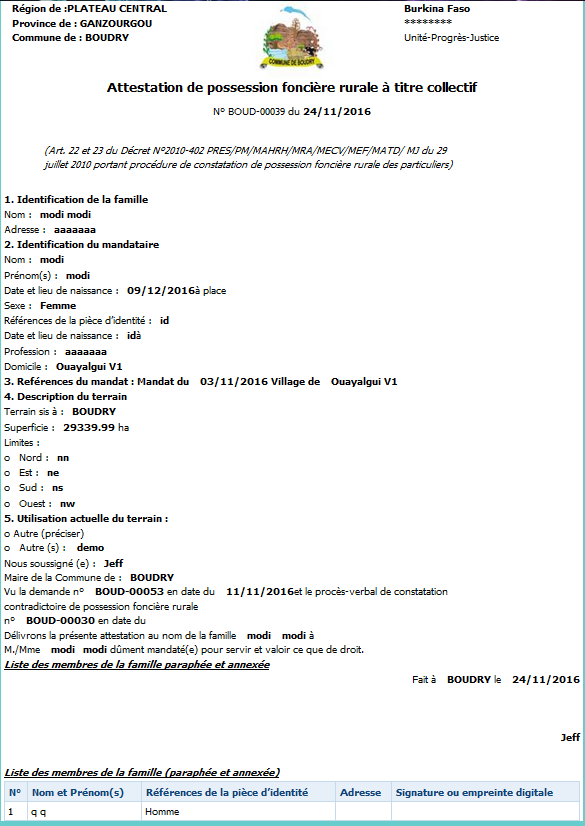 Région de :PLATEAU CENTRAL
Province de : GANZOURGOU
Commune de : BOUDRY
Burkina Faso
********
Unité-Progrès-Justice
COMMUNE DE BOUDRY
Attestation de possession foncière rurale à titre collectif
N° BOUD-00039 du 24/11/2016
(Art. 22 et 23 du Décret N°2010-402 PRES/PM/MAHRH/MRA/MECV/MEF/MATD/ MJ du 29
juillet 2010 portant procédure de constatation de possession foncière rurale des particuliers)
1. Identification de la famille
Nom : modi modi
Adresse : aaaaaaa
2. Identification du mandataire
Nom : modi
Prénom(s) : modi
Date et lieu de naissance : 09/12/2016à place
Sexe : Femme
Références de la pièce d'identité : id
Date et lieu de naissance : idà
Profession : aaaaaaa
Domicile : Ouayalgui V1
3. Références du mandat : Mandat du 03/11/2016 Village de Ouayalgui V1
4. Description du terrain
Terrain sis à : BOUDRY
Superficie : 29339.99 ha
Limites :
o Nord : nn
o Est : ne
o Sud : ns
o Ouest : nw
5. Utilisation actuelle du terrain :
o Autre (préciser)
o Autre (s) : demo
Nous soussigné (e) : Jeff
Maire de la Commune de : BOUDRY
Vu la demande n° BOUD-00053 en date du 11/11/2016et le procès-verbal de constatation
contradictoire de possession foncière rurale
n° BOUD-00030 en date du
Délivrons la présente attestation au nom de la famille modi modi à
M./Mme modi modi dûment mandaté(e) pour servir et valoir ce que de droit.
Liste des membres de la famille paraphée et annexée
Fait à BOUDRY le 24/11/2016
Jeff
Liste des membres de la famille (paraphée et annexée)
N° Nom et Prénom(s) Références de la pièce d'identité Adresse Signature ou empreinte digitale
1 q q Homme